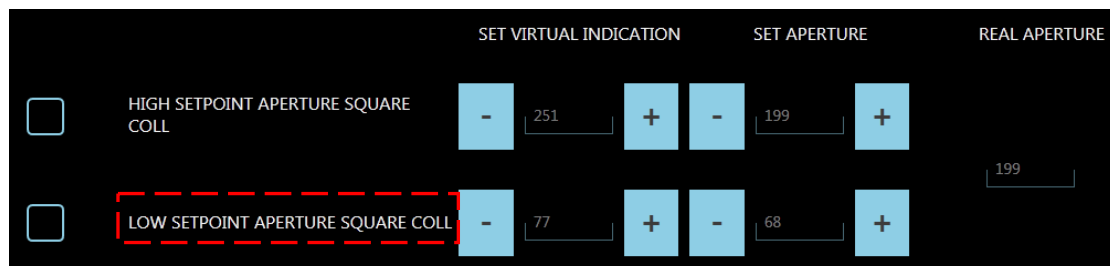 SET VIRTUAL INDICATION SET APERTURE REAL APERTURE
HIGH SETPOINT APERTURE SQUARE
COLL
- 251 + - 199 +
199
LOW SETPOINT APERTURE SQUARE COLL - 77 + - 68 +